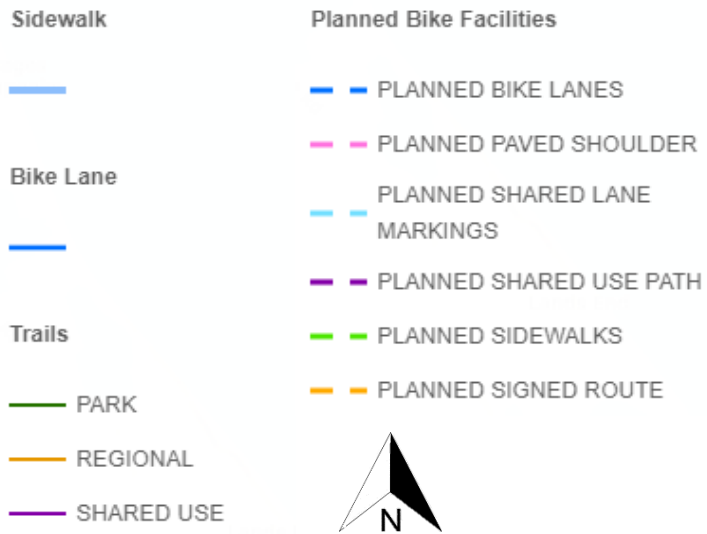 Sidewalk
Bike Lane
Trails
PARK
REGIONAL
SHARED USE
Planned Bike Facilities
PLANNED BIKE LANES
PLANNED PAVED SHOULDER
PLANNED SHARED LANE
MARKINGS
PLANNED SHARED USE PATH
PLANNED SIDEWALKS
PLANNED SIGNED ROUTE
N